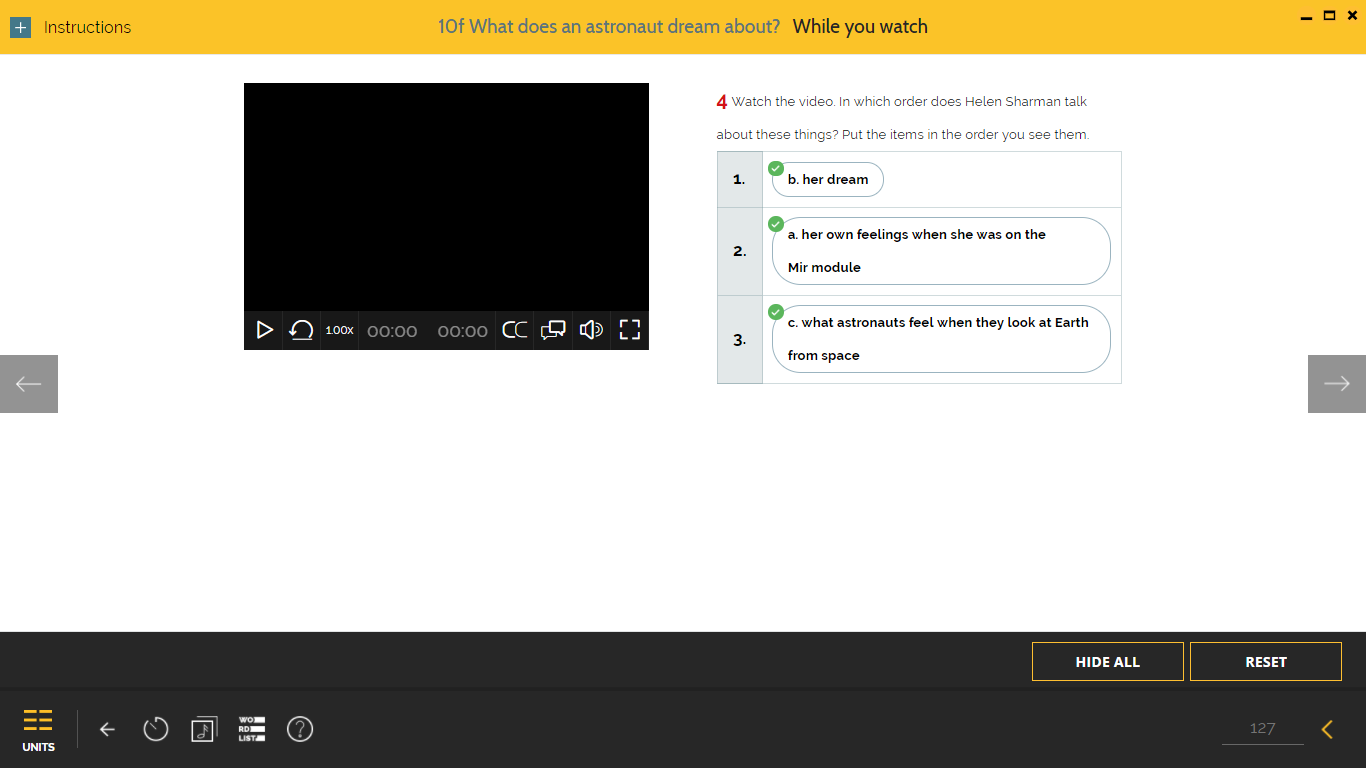 Instructions
10f What does an astronaut dream about? While you watch
4 Watch the video. In which order does Helen Sharman talk
about these things? Put the items in the order you see them.
1. b. her dream
2. a. her own feelings when she was on the
Mir module
3. c. what astronauts feel when they look at Earth
from space
1.00x 00:00 00:00 CC
HIDE ALL RESET
UNITS
WO
RD
LIST
?
127